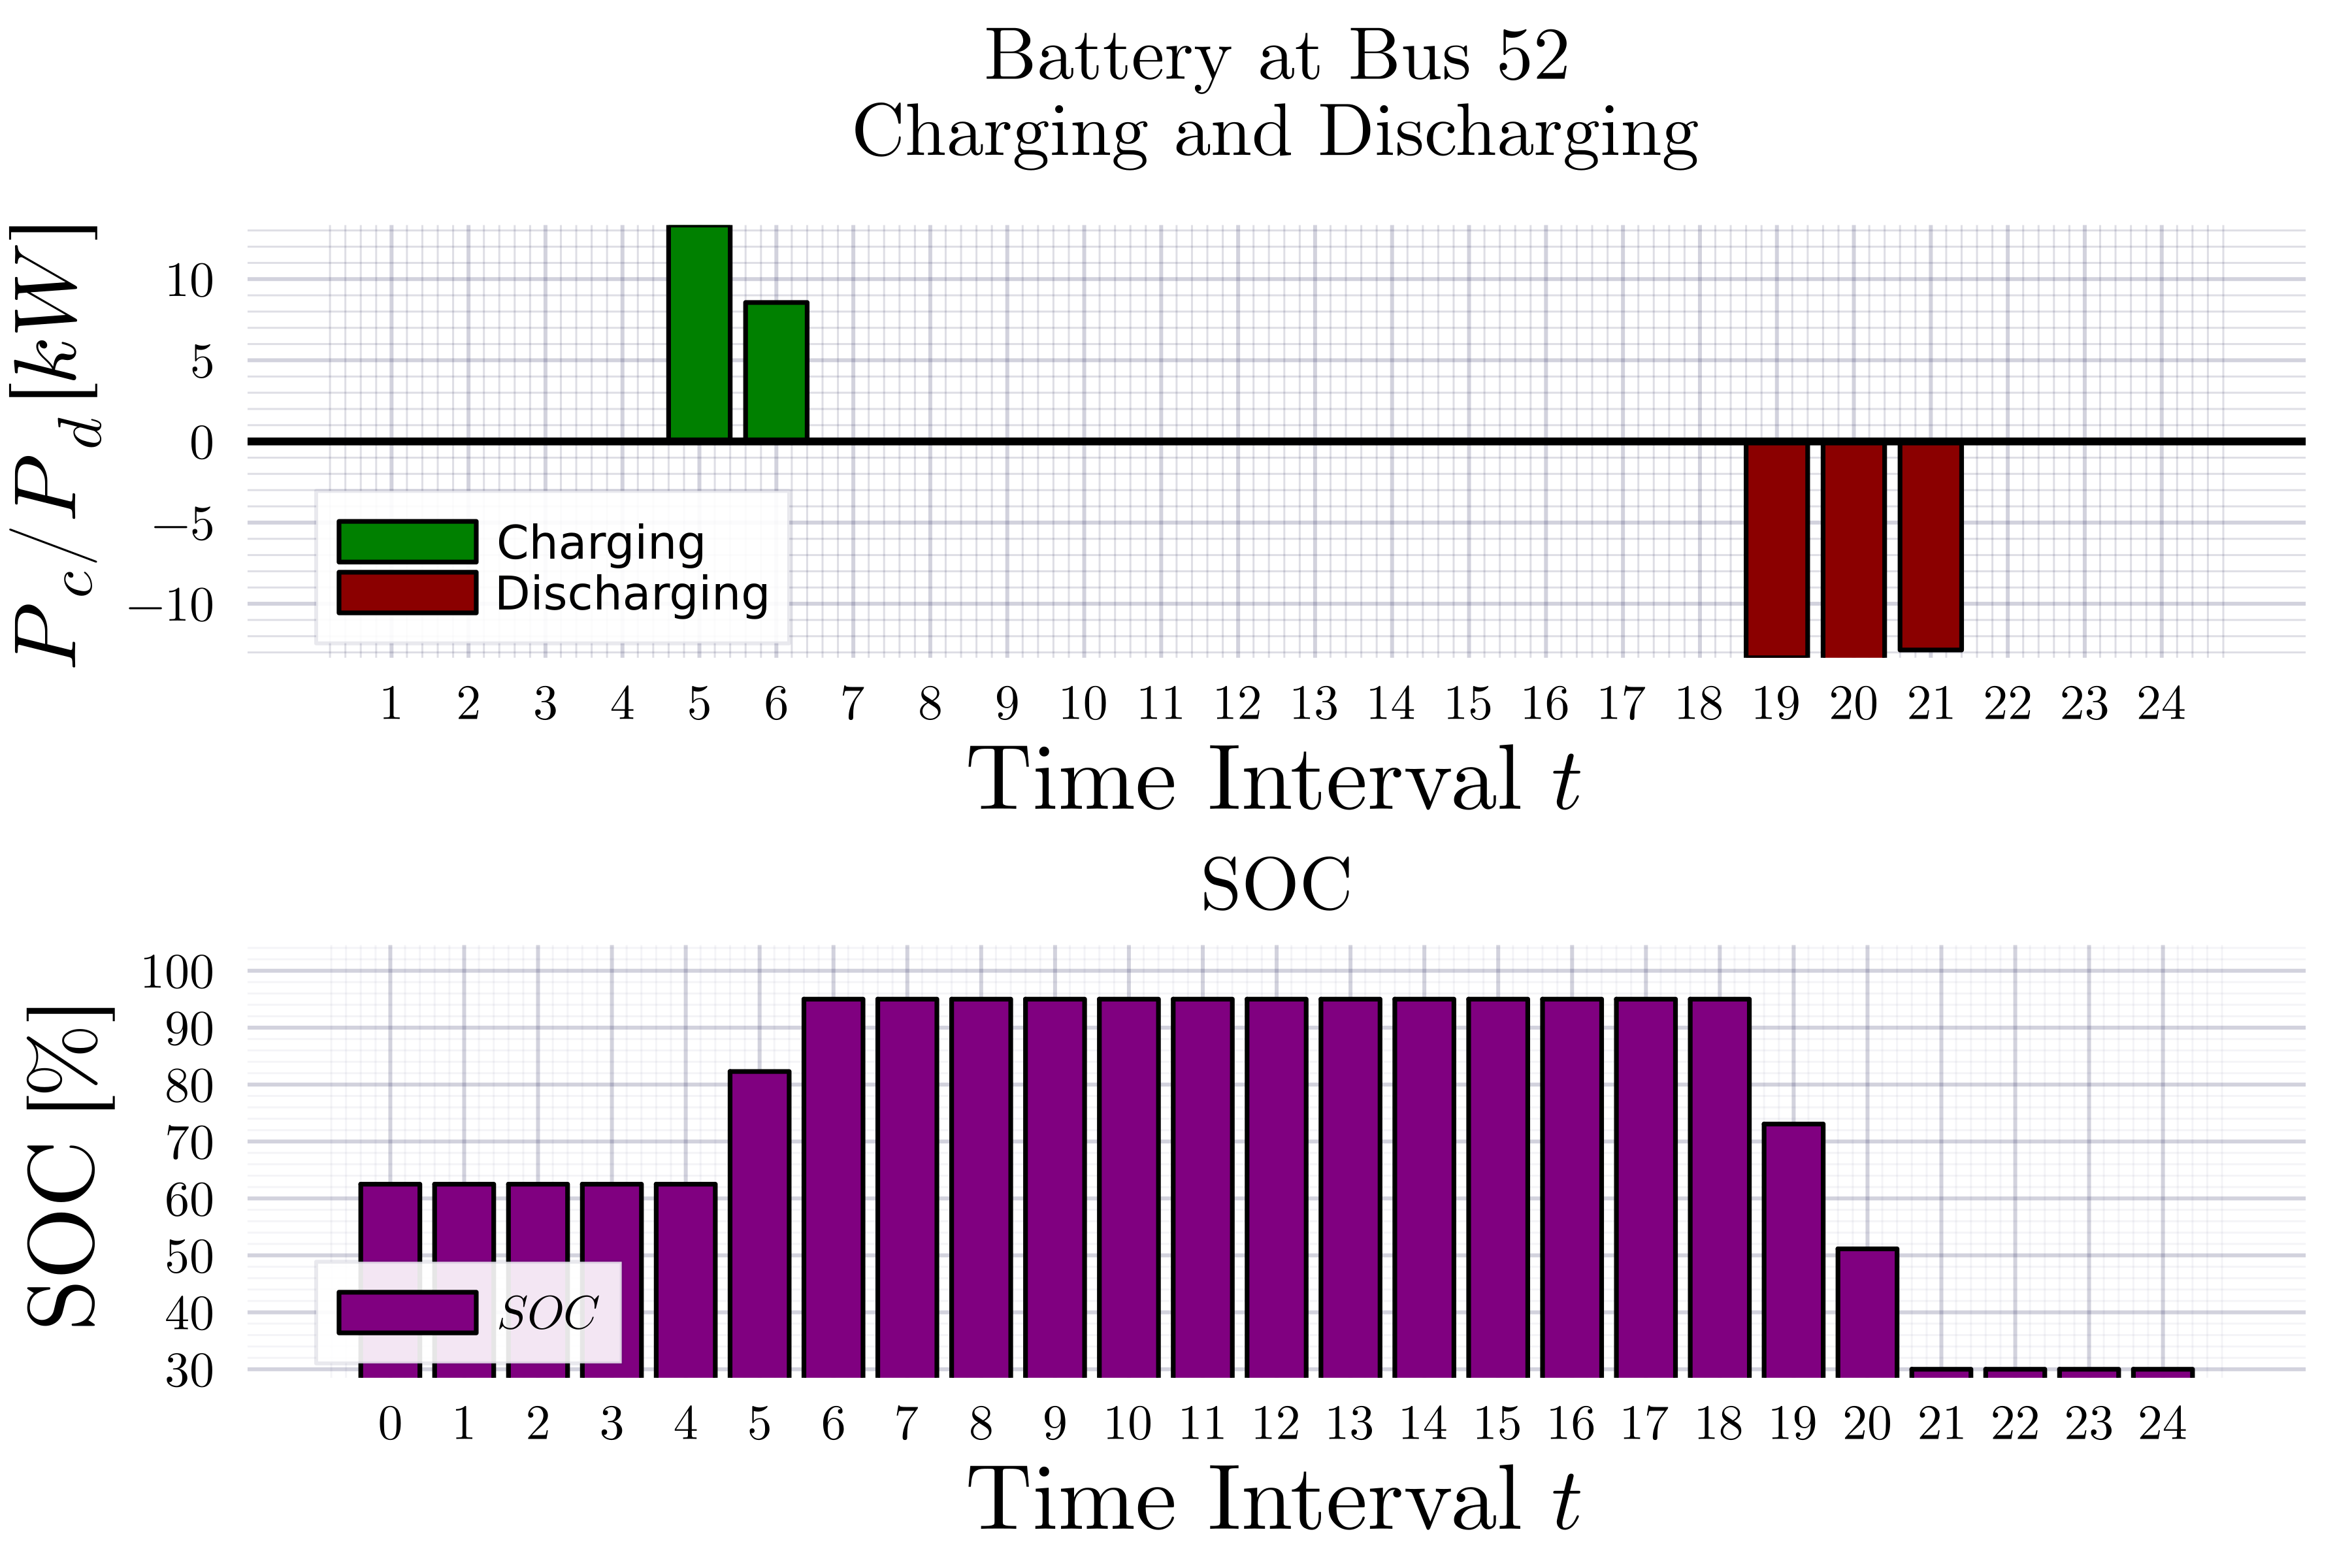 Battery at Bus 52
Charging and Discharging
P_c/P_d [kW]
10
5
0
−5
−10
Charging
Discharging
1 2 3 4 5 6 7 8 9 10 11 12 13 14 15 16 17 18 19 20 21 22 23 24
Time Interval t
SOC
SOC [%]
100
90
80
70
60
50
40
30
SOC
0 1 2 3 4 5 6 7 8 9 10 11 12 13 14 15 16 17 18 19 20 21 22 23 24
Time Interval t